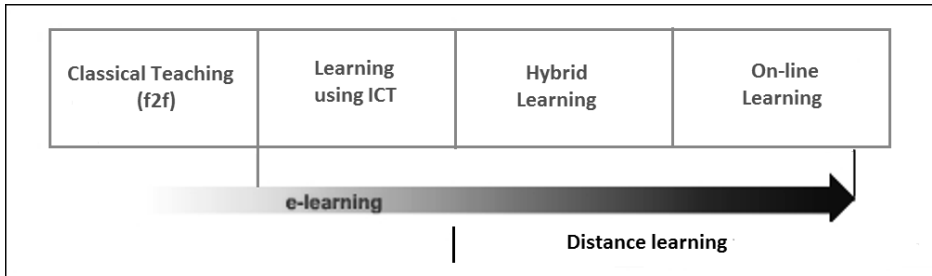 Classical Teaching
(f2f)
Learning
using ICT
Hybrid
Learning
On-line
Learning
e-learning
Distance learning